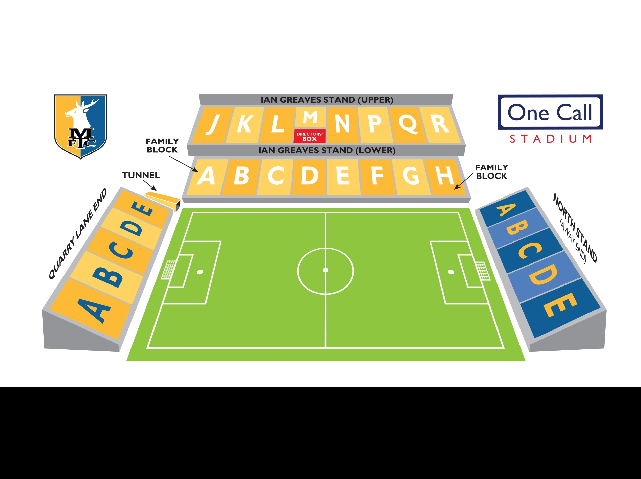 IAN GREAVES STAND (UPPER)
J K L M N P Q R
DIRECTORS'
BOX
IAN GREAVES STAND (LOWER)
A B C D E F G H
FAMILY
BLOCK
FAMILY
BLOCK
TUNNEL
QUARRY LANE END
A B C D E
NORTH STAND
A B C D E
One Call
STADIUM
M
F C